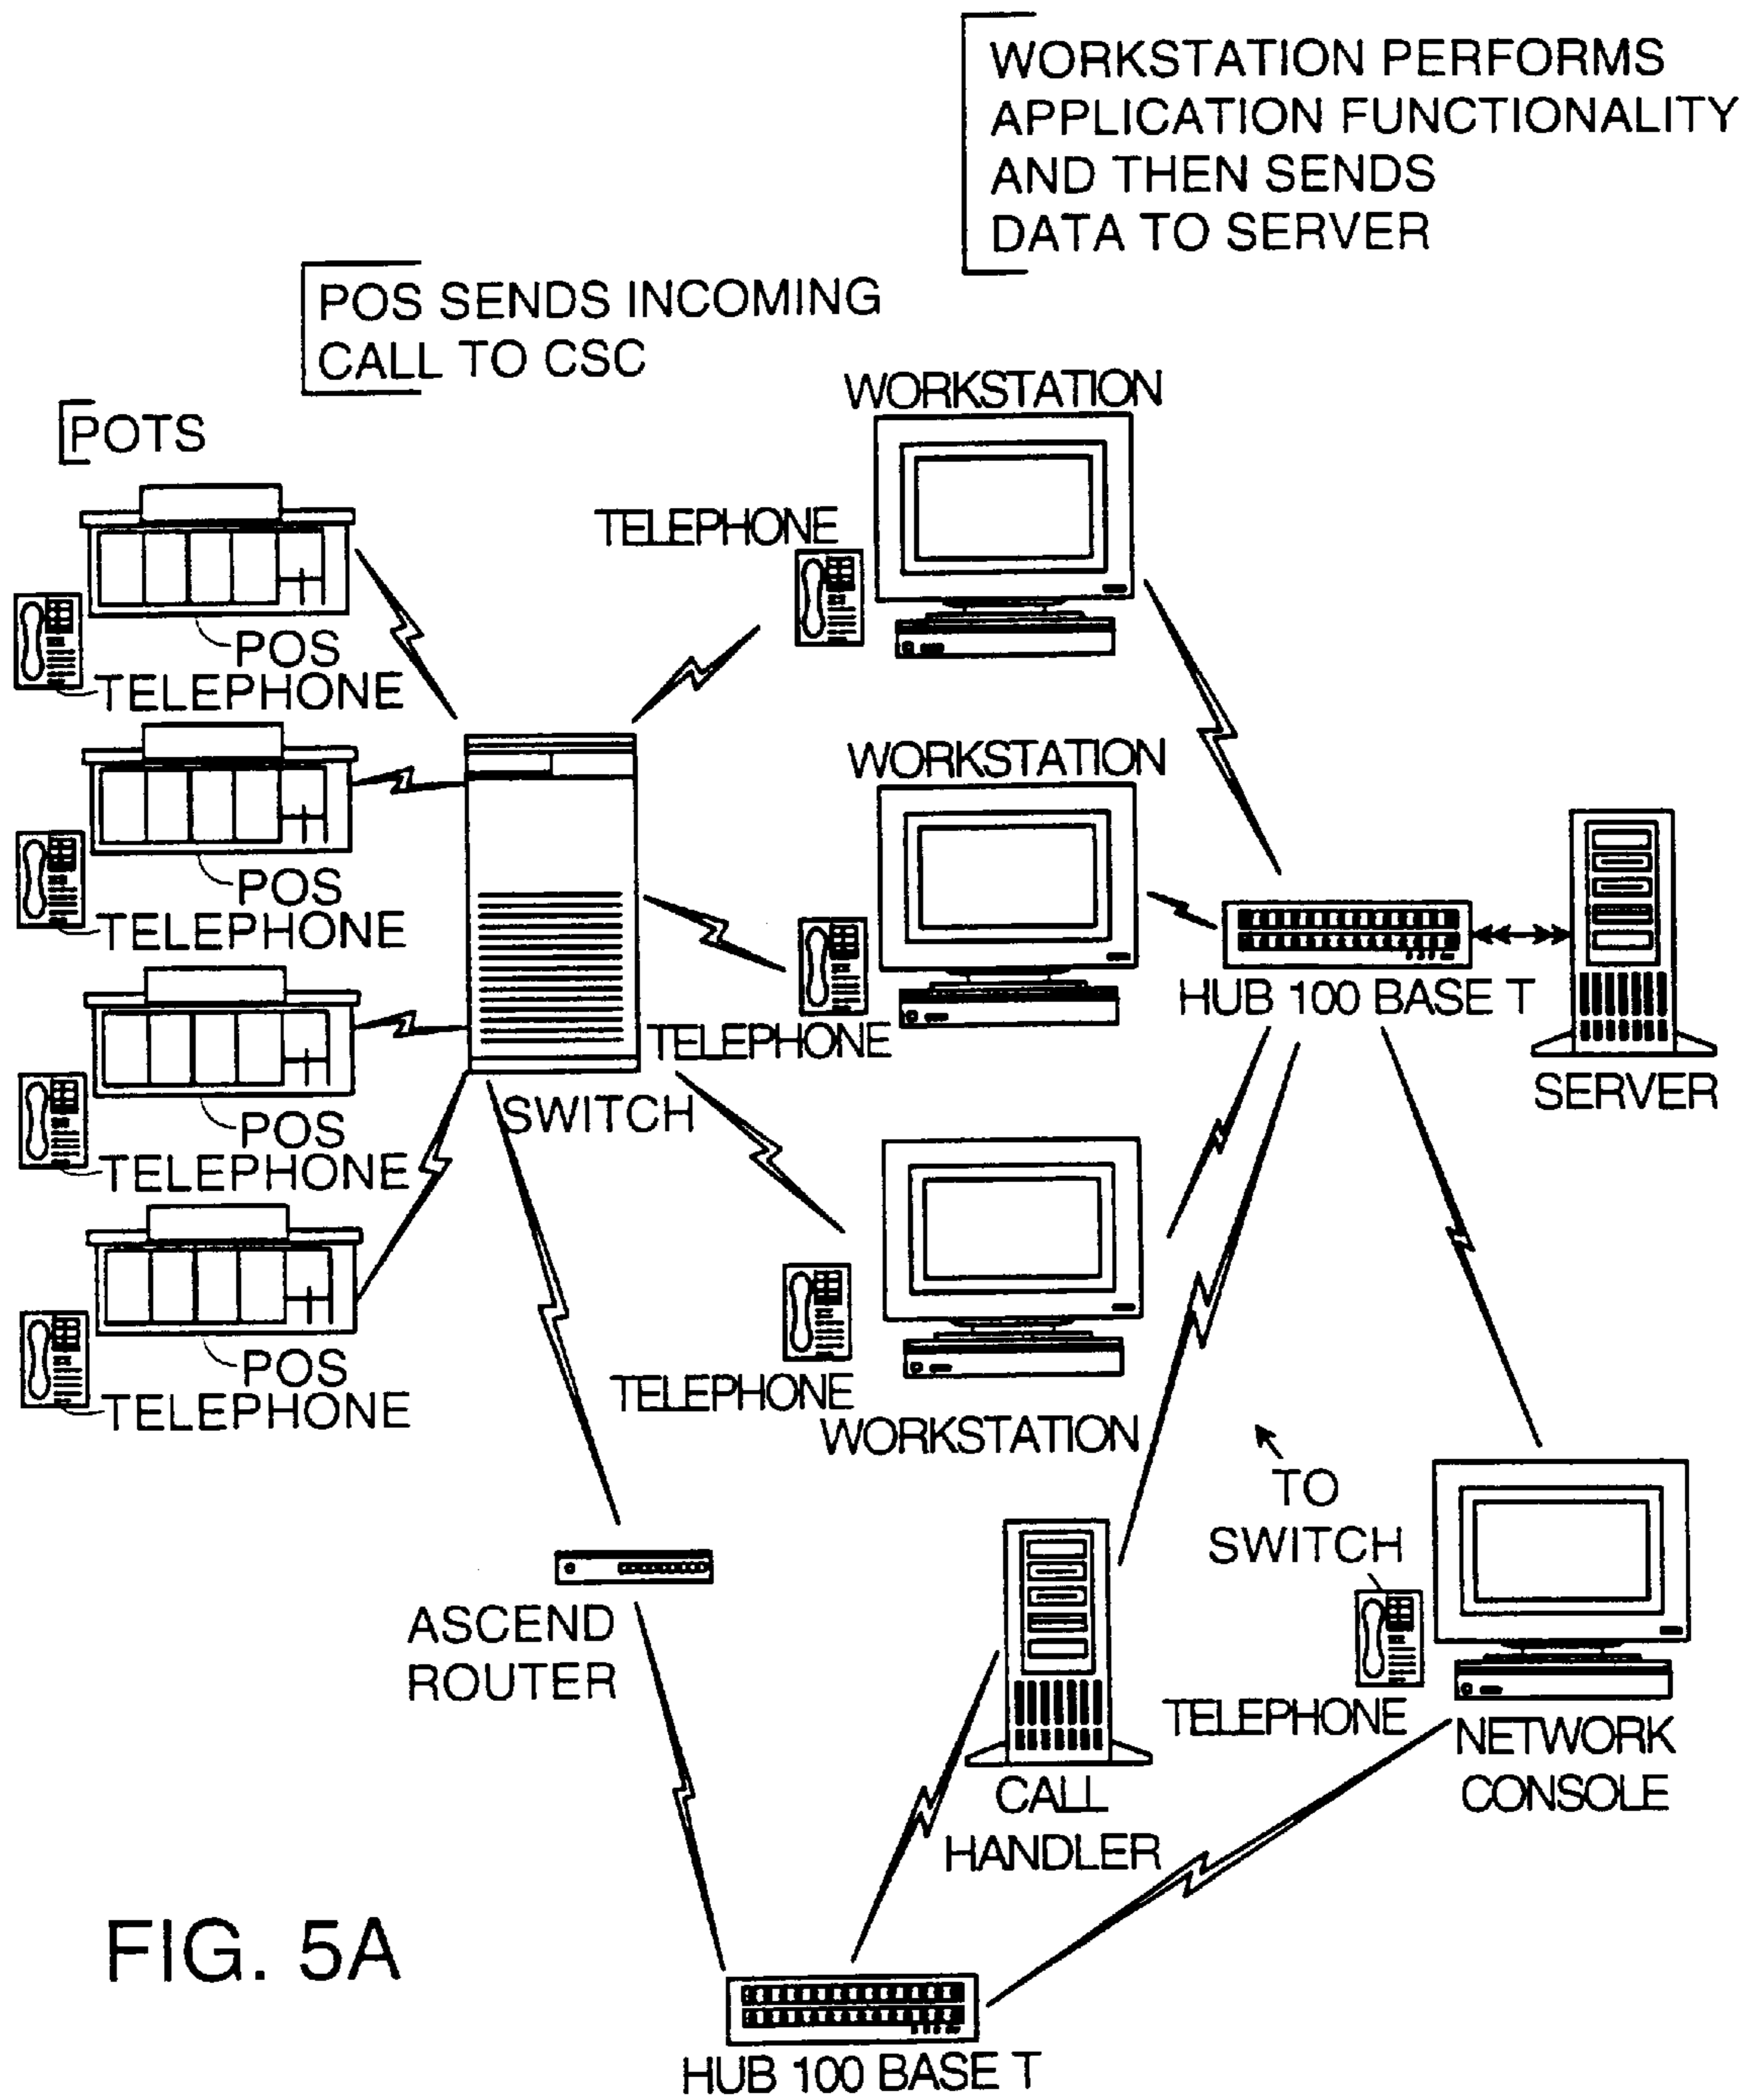 WORKSTATION PERFORMS
APPLICATION FUNCTIONALITY
AND THEN SENDS
DATA TO SERVER
POS SENDS INCOMING
CALL TO CSC
POTS
WORKSTATION
TELEPHONE
POS
TELEPHONE
WORKSTATION
POS
TELEPHONE
HUB 100 BASE T
TELEPHONE
SERVER
SWITCH
POS
TELEPHONE
POS
TELEPHONE
TELEPHONE
WORKSTATION
TO
SWITCH
ASCEND
ROUTER
TELEPHONE
NETWORK
CONSOLE
CALL
HANDLER
FIG. 5A
HUB 100 BASE T